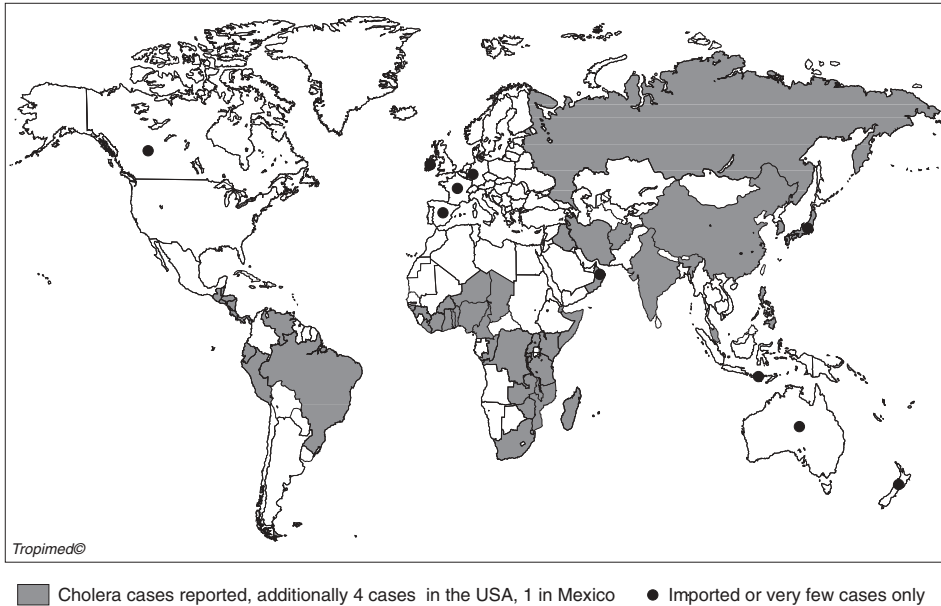 Tropimed©
Cholera cases reported, additionally 4 cases in the USA, 1 in Mexico
Imported or very few cases only